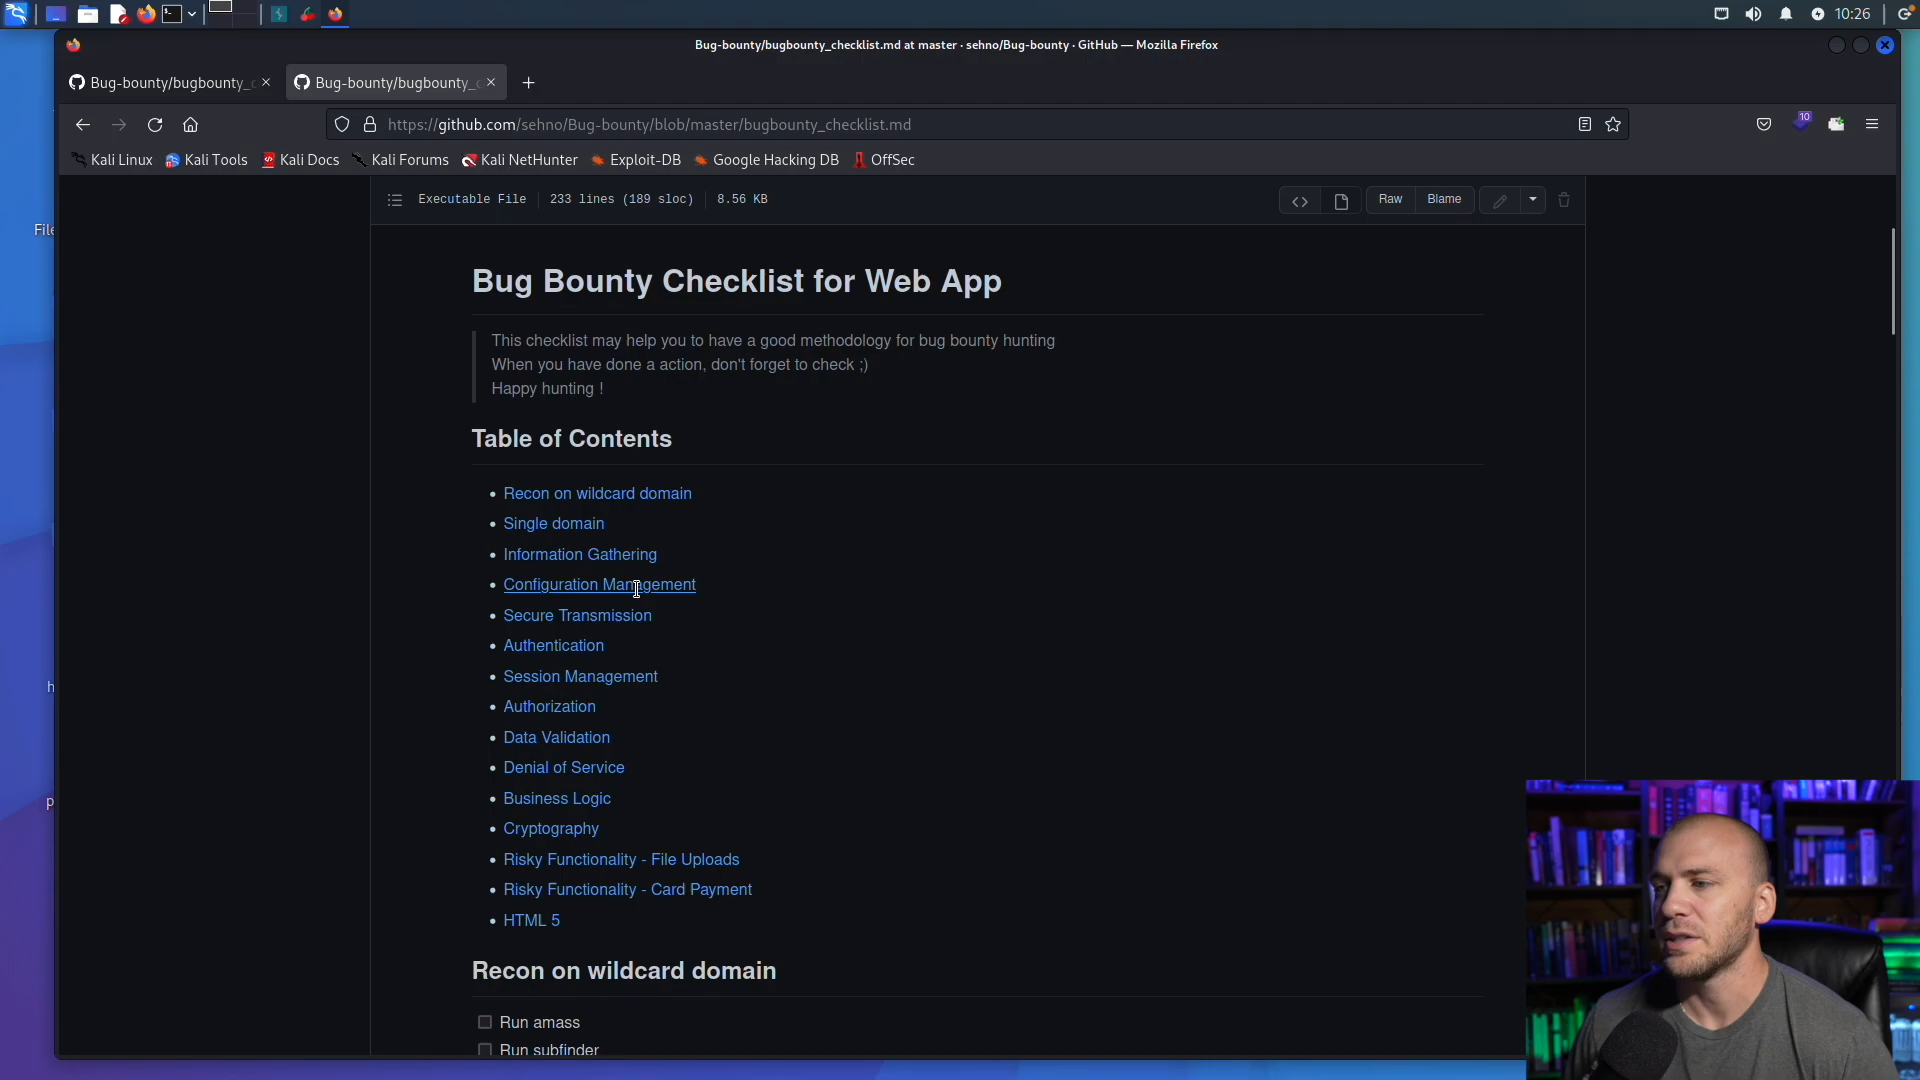 10:26
Bug-bounty/bugbounty_checklist.md at master · sehno/Bug-bounty · GitHub — Mozilla Firefox
Bug-bounty/bugbounty_
Bug-bounty/bugbounty_
https://github.com/sehno/Bug-bounty/blob/master/bugbounty_checklist.md
10
Kali Linux
Kali Tools
Kali Docs
Kali Forums
Kali NetHunter
Exploit-DB
Google Hacking DB
OffSec
Executable File
233 lines (189 sloc)
8.56 KB
Raw
Blame
File
Bug Bounty Checklist for Web App
This checklist may help you to have a good methodology for bug bounty hunting
When you have done a action, don't forget to check ;)
Happy hunting !
Table of Contents
• Recon on wildcard domain
• Single domain
• Information Gathering
• Configuration Management
• Secure Transmission
• Authentication
• Session Management
h
• Authorization
• Data Validation
• Denial of Service
• Business Logic
p
• Cryptography
• Risky Functionality - File Uploads
• Risky Functionality - Card Payment
• HTML 5
Recon on wildcard domain
Run amass
Run subfinder